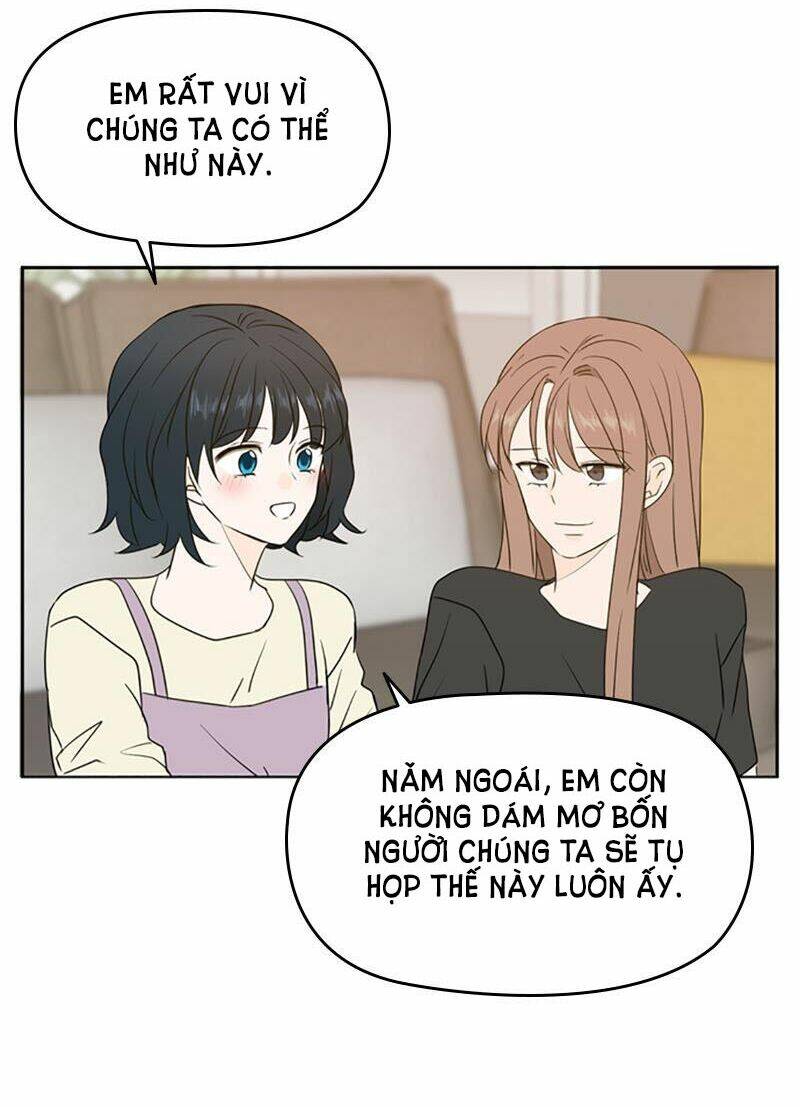 EM RẤT VUI VÌ
CHÚNG TA CÓ THỂ
NHƯ NÀY.
NĂM NGOÁI, EM CÒN
KHÔNG DÁM MƠ BỐN
NGƯỜI CHÚNG TA SẼ TỤ
HỌP THẾ NÀY LUÔN ẤY.